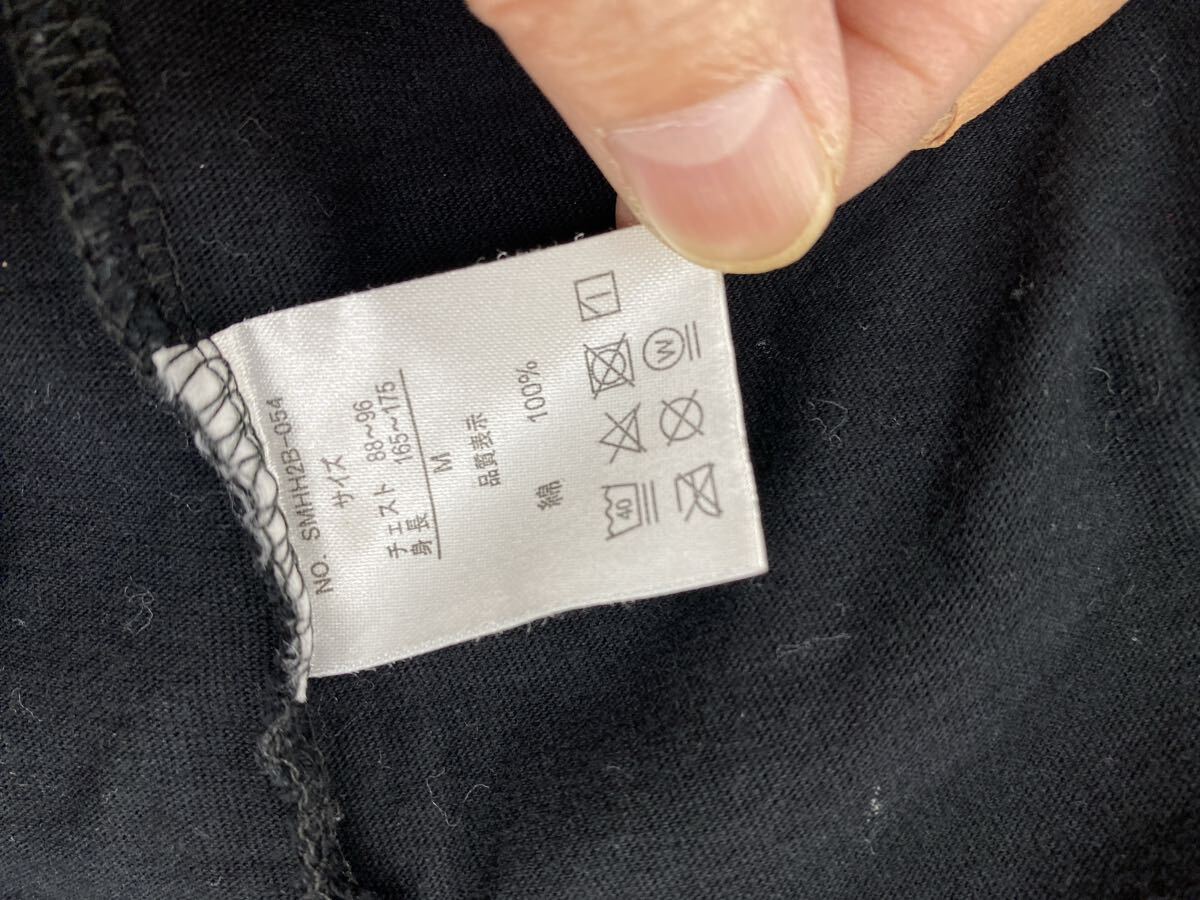 NO. SMHH2B-054
サイズ
チェスト 88~96
身長 165~175
M
品質表示
綿 100%
40
W